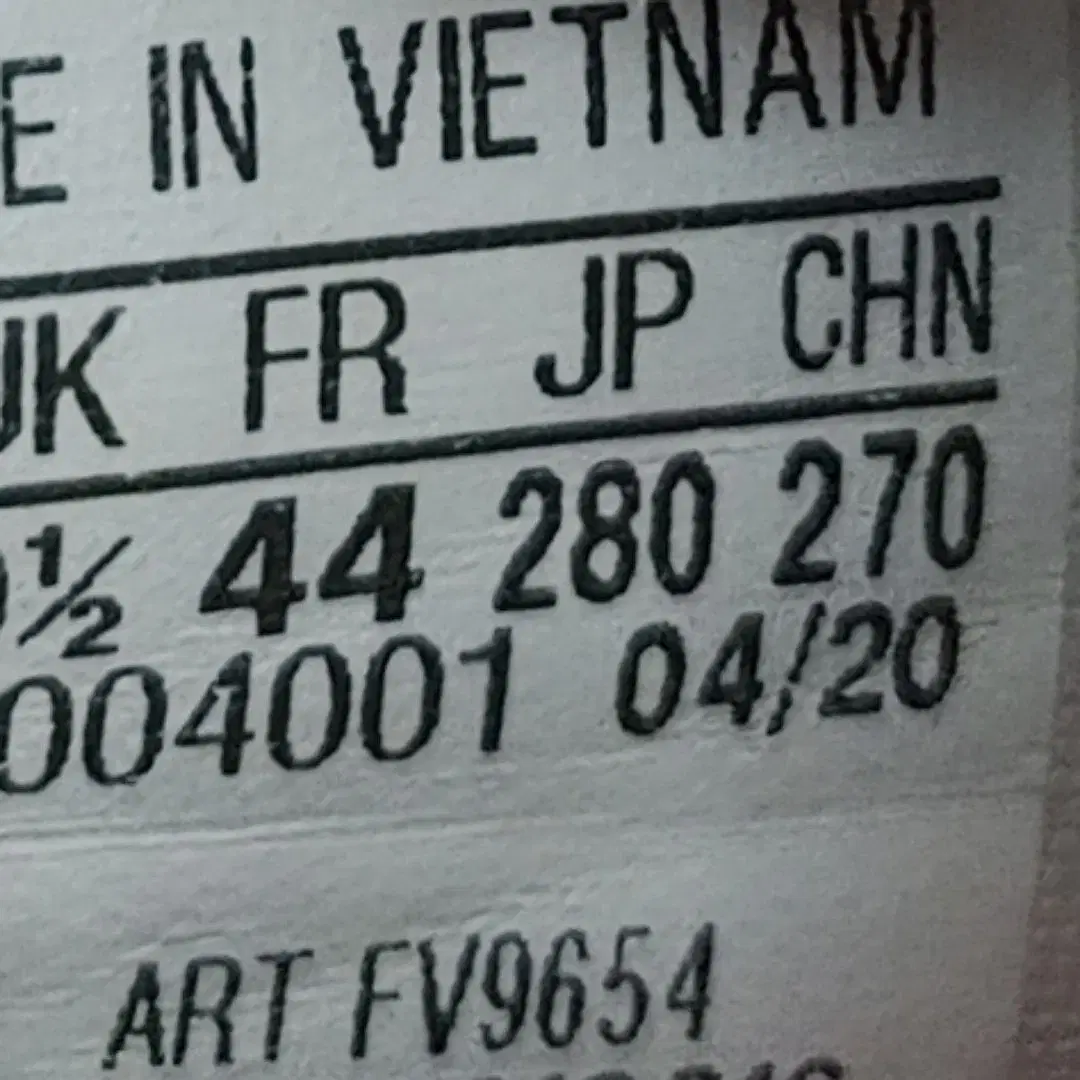 E IN VIETNAM
UK FR JP CHN
½ 44 280 270
004001 04/20
ART FV9654